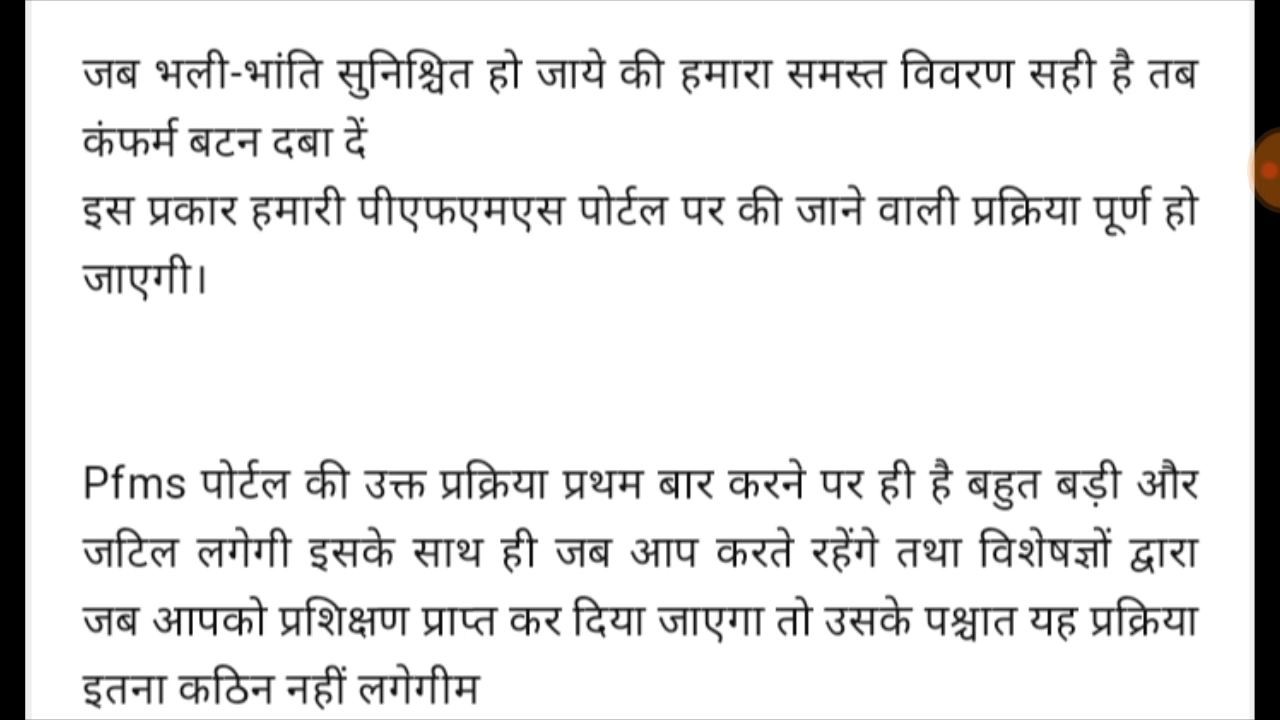 जब भली-भांति सुनिश्चित हो जाये की हमारा समस्त विवरण सही है तब
कंफर्म बटन दबा दें
इस प्रकार हमारी पीएफएमएस पोर्टल पर की जाने वाली प्रक्रिया पूर्ण हो
जाएगी।
Pfms पोर्टल की उक्त प्रक्रिया प्रथम बार करने पर ही है बहुत बड़ी और
जटिल लगेगी इसके साथ ही जब आप करते रहेंगे तथा विशेषज्ञों द्वारा
जब आपको प्रशिक्षण प्राप्त कर दिया जाएगा तो उसके पश्चात यह प्रक्रिया
इतना कठिन नहीं लगेगीम